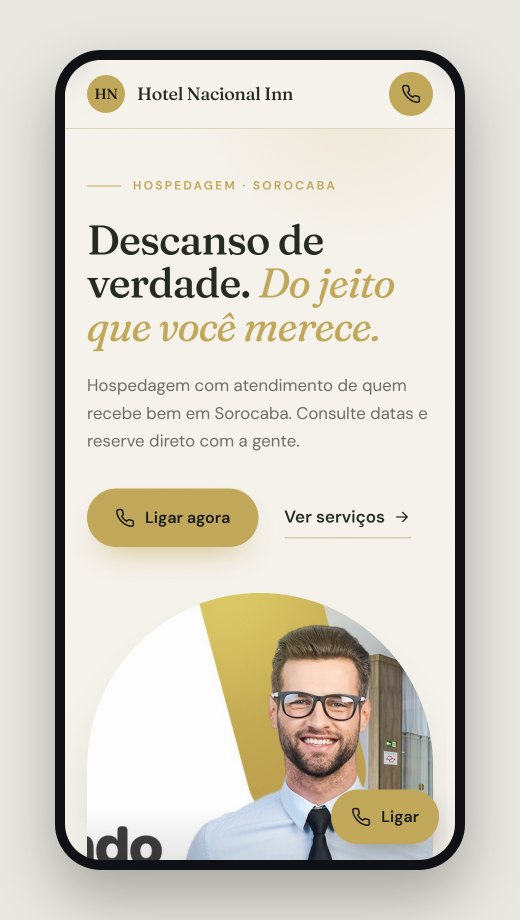 HN Hotel Nacional Inn
HOSPEDAGEM · SOROCABA
Descanso de
verdade. Do jeito
que você merece.
Hospedagem com atendimento de quem
recebe bem em Sorocaba. Consulte datas e
reserve direto com a gente.
Ligar agora
Ver serviços →
ndo
Ligar